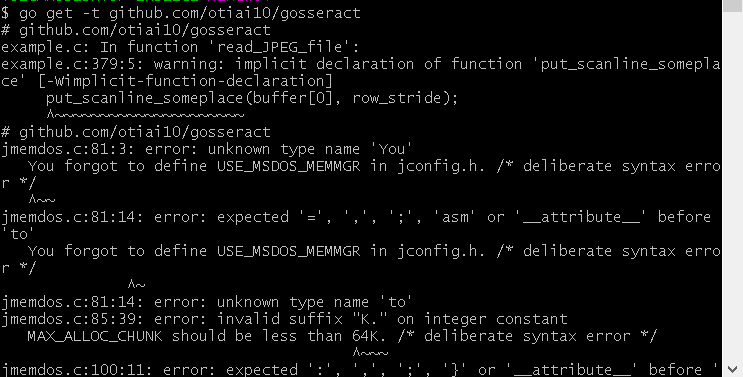 $ go get -t github.com/otiai10/gosseract
# github.com/otiai10/gosseract
example.c: In function 'read_JPEG_file':
example.c:379:5: warning: implicit declaration of function 'put_scanline_somepla
ce' [-Wimplicit-function-declaration]
     put_scanline_someplace(buffer[0], row_stride);
     ^~~~~~~~~~~~~~~~~~~~~~
# github.com/otiai10/gosseract
jmemdos.c:81:3: error: unknown type name 'You'
   You forgot to define USE_MSDOS_MEMMGR in jconfig.h. /* deliberate syntax erro
r */
   ^~~
jmemdos.c:81:14: error: expected '=', ',', ';', 'asm' or '__attribute__' before
'to'
   You forgot to define USE_MSDOS_MEMMGR in jconfig.h. /* deliberate syntax erro
r */
              ^~
jmemdos.c:81:14: error: unknown type name 'to'
jmemdos.c:85:39: error: invalid suffix "K." on integer constant
   MAX_ALLOC_CHUNK should be less than 64K. /* deliberate syntax error */
                                       ^~~~
jmemdos.c:100:11: error: expected ':', ',', ';', '}' or '__attribute__' before '